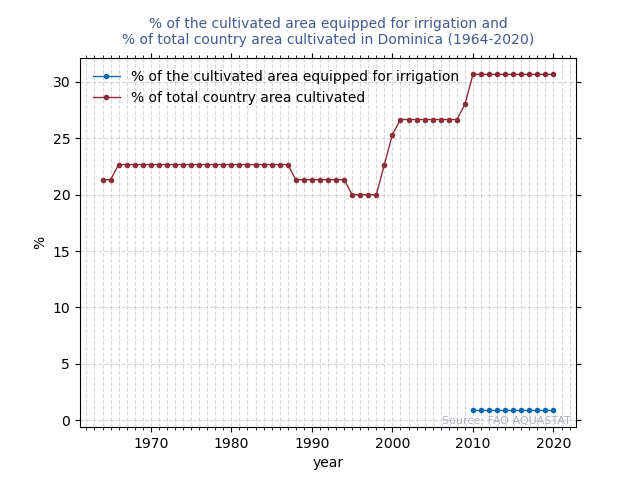 % of the cultivated area equipped for irrigation and
% of total country area cultivated in Dominica (1964-2020)
% of the cultivated area equipped for irrigation
% of total country area cultivated
30
25
20
15
10
5
0
%
Source: FAO AQUASTAT
1970 1980 1990 2000 2010 2020
year